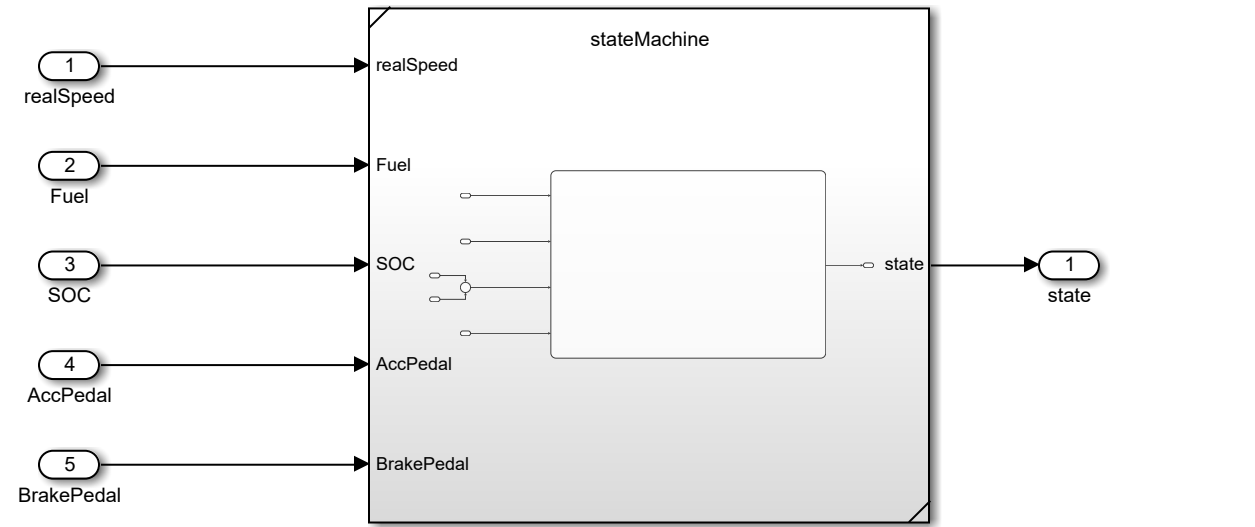 stateMachine
1
realSpeed
realSpeed
2
Fuel
Fuel
3
SOC
SOC
state
1
state
4
AccPedal
AccPedal
5
BrakePedal
BrakePedal